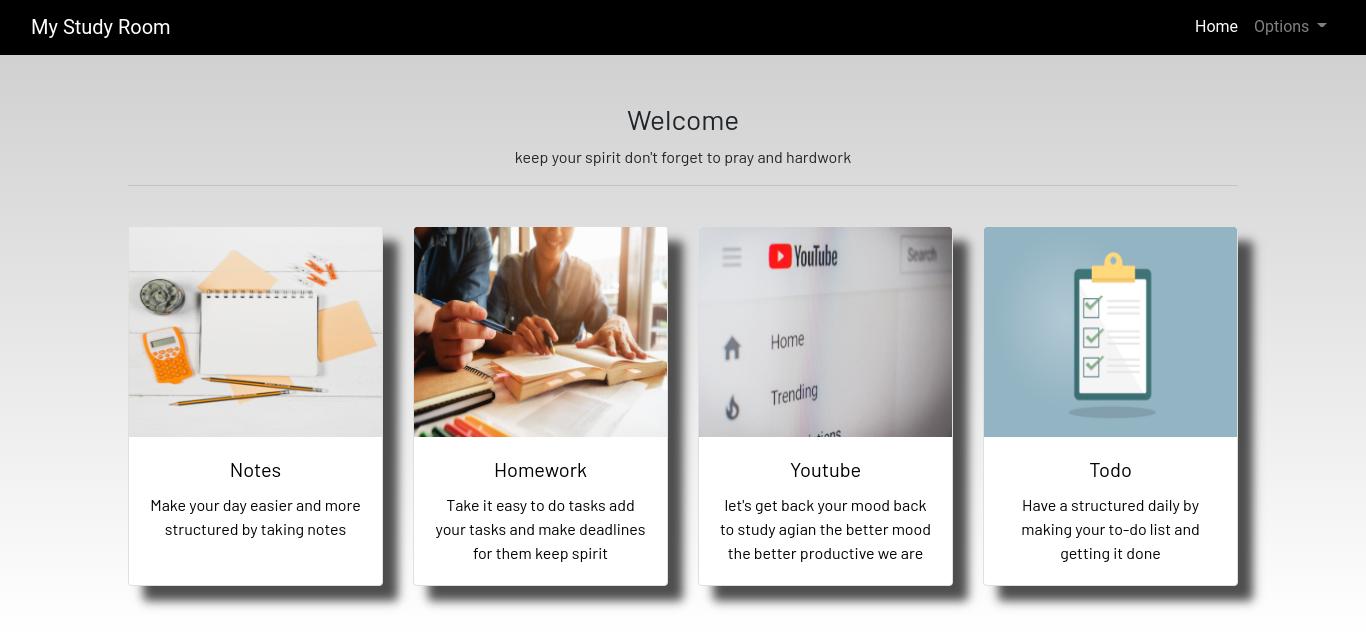 My Study Room
Home Options
Welcome
keep your spirit don't forget to pray and hardwork
YouTube
Search
Home
Trending
Notes
Make your day easier and more
structured by taking notes
Homework
Take it easy to do tasks add
your tasks and make deadlines
for them keep spirit
Youtube
let's get back your mood back
to study agian the better mood
the better productive we are
Todo
Have a structured daily by
making your to-do list and
getting it done